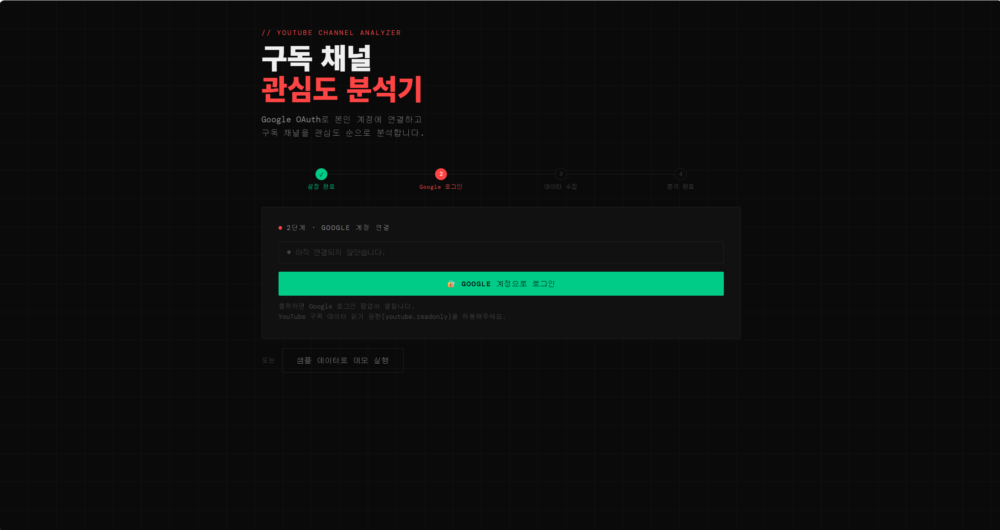 // YOUTUBE CHANNEL ANALYZER
구독 채널
관심도 분석기
Google OAuth로 본인 계정에 연결하고
구독 채널을 관심도 순으로 분석합니다.
✓ 2 3 4
설정 완료 Google 로그인 데이터 수집 분석 완료
2단계 · GOOGLE 계정 연결
아직 연결되지 않았습니다.
🔐 GOOGLE 계정으로 로그인
클릭하면 Google 로그인 팝업이 열립니다.
YouTube 구독 데이터 읽기 권한(youtube.readonly)을 허용해주세요.
또는 샘플 데이터로 데모 실행